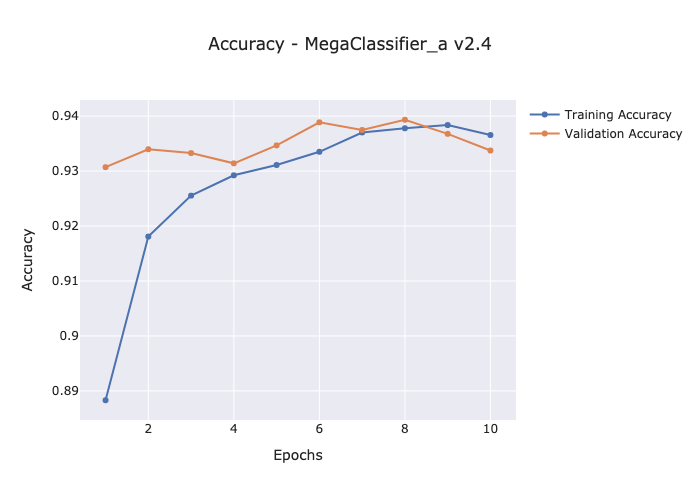 Accuracy - MegaClassifier_a v2.4
Training Accuracy
Validation Accuracy
0.94
0.93
0.92
0.91
0.9
0.89
Accuracy
2 4 6 8 10
Epochs